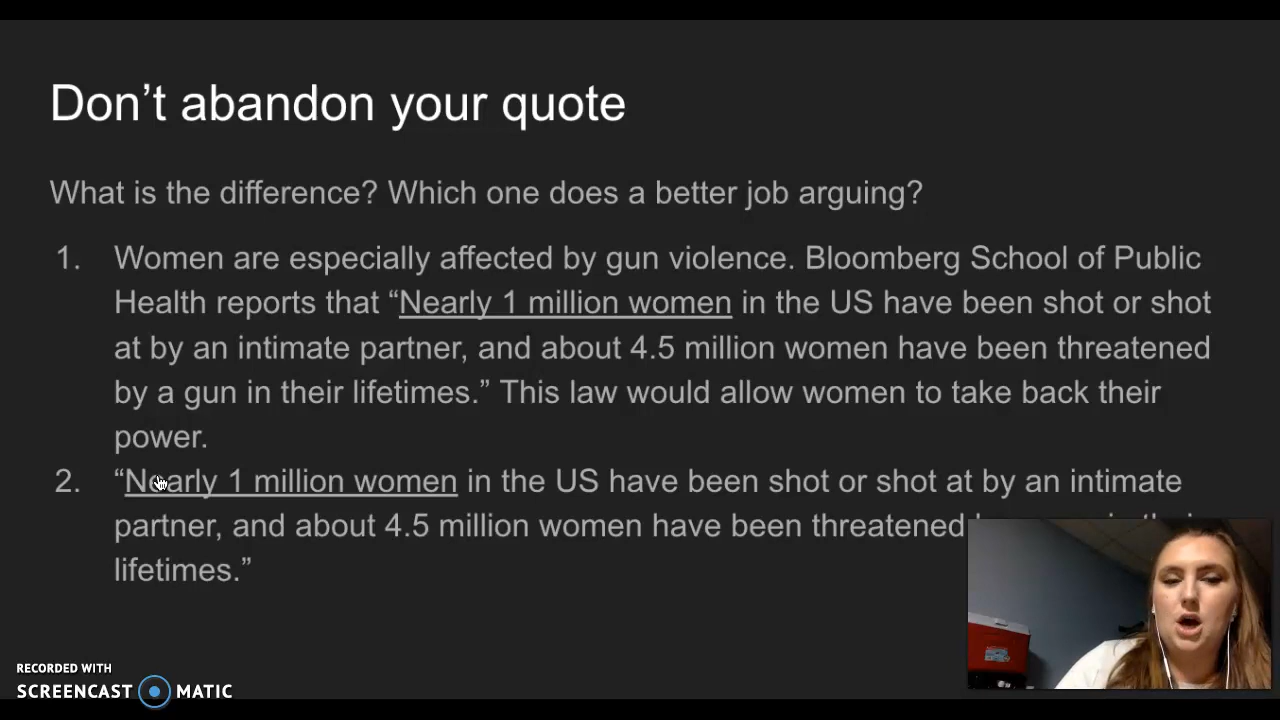 Don’t abandon your quote
What is the difference? Which one does a better job arguing?
1. Women are especially affected by gun violence. Bloomberg School of Public
Health reports that “Nearly 1 million women in the US have been shot or shot
at by an intimate partner, and about 4.5 million women have been threatened
by a gun in their lifetimes.” This law would allow women to take back their
power.
2. “Nearly 1 million women in the US have been shot or shot at by an intimate
partner, and about 4.5 million women have been threatened
lifetimes.”
RECORDED WITH
SCREENCAST MATIC